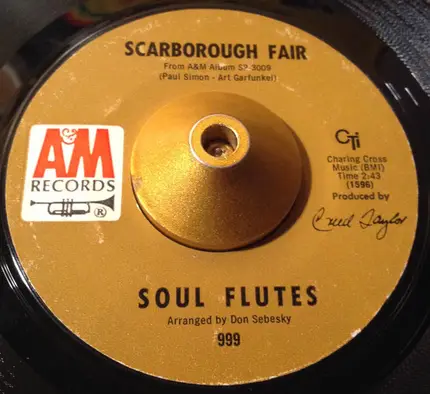 SCARBOROUGH FAIR
From A&M Album SP-3009
(Paul Simon - Art Garfunkel)
A&M
RECORDS
®
CTi
Charing Cross
Music (BMI)
Time 2:43
(1596)
Produced by
Creed Taylor
SOUL FLUTES
Arranged by Don Sebesky
999